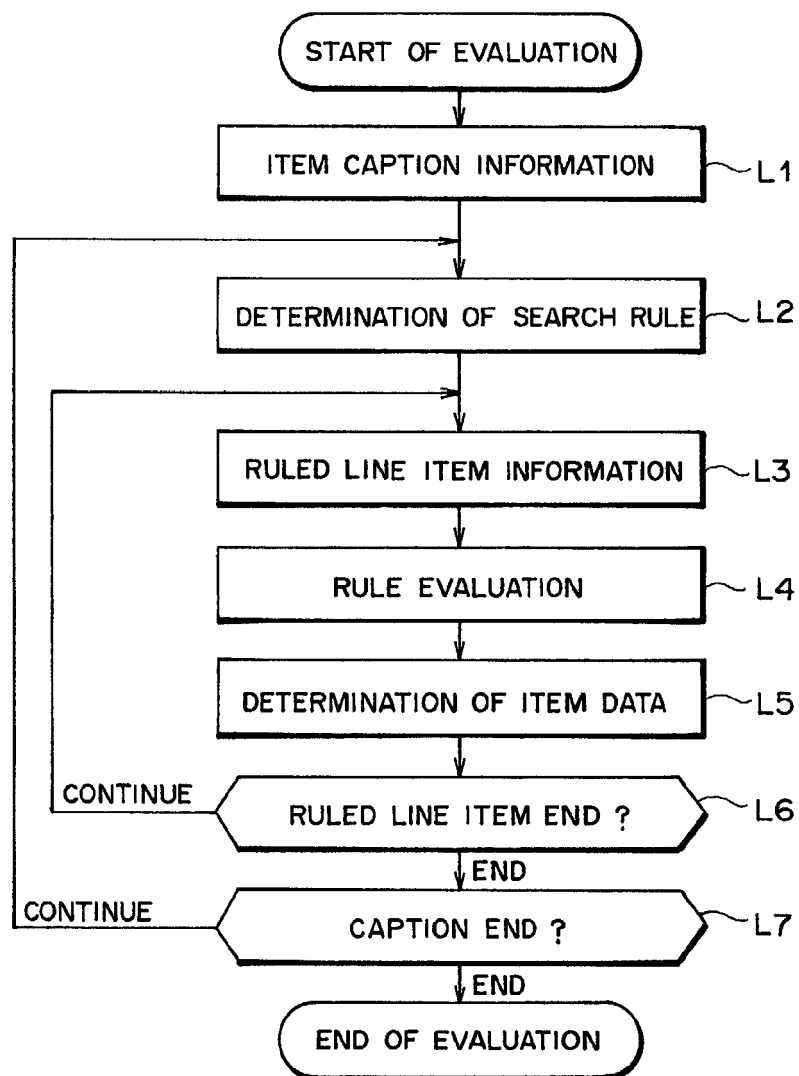 START OF EVALUATION
ITEM CAPTION INFORMATION
L1
DETERMINATION OF SEARCH RULE
L2
RULED LINE ITEM INFORMATION
L3
RULE EVALUATION
L4
DETERMINATION OF ITEM DATA
L5
CONTINUE
RULED LINE ITEM END ?
L6
END
CONTINUE
CAPTION END ?
L7
END
END OF EVALUATION